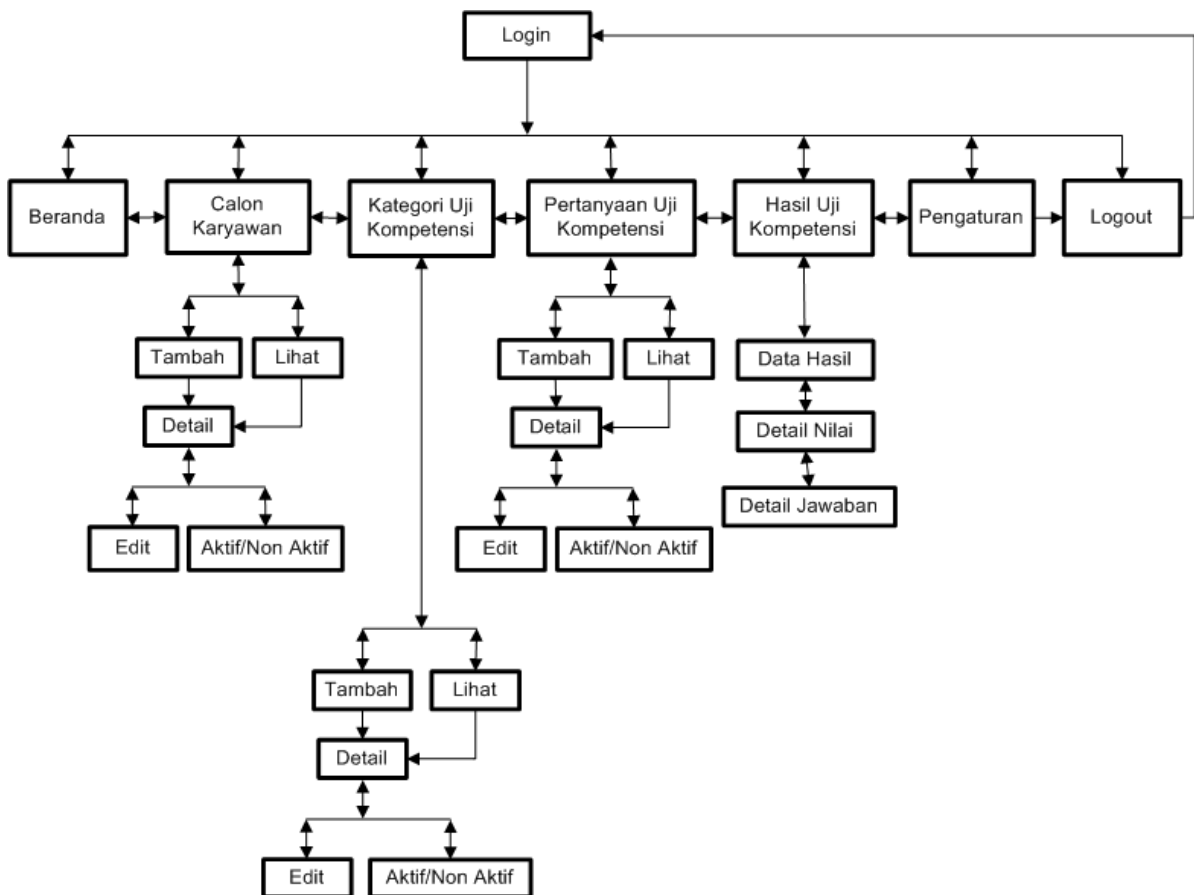 Login
Beranda
Calon
Karyawan
Kategori Uji
Kompetensi
Pertanyaan Uji
Kompetensi
Hasil Uji
Kompetensi
Pengaturan
Logout
Tambah
Lihat
Detail
Edit
Aktif/Non Aktif
Tambah
Lihat
Detail
Edit
Aktif/Non Aktif
Data Hasil
Detail Nilai
Detail Jawaban
Tambah
Lihat
Detail
Edit
Aktif/Non Aktif